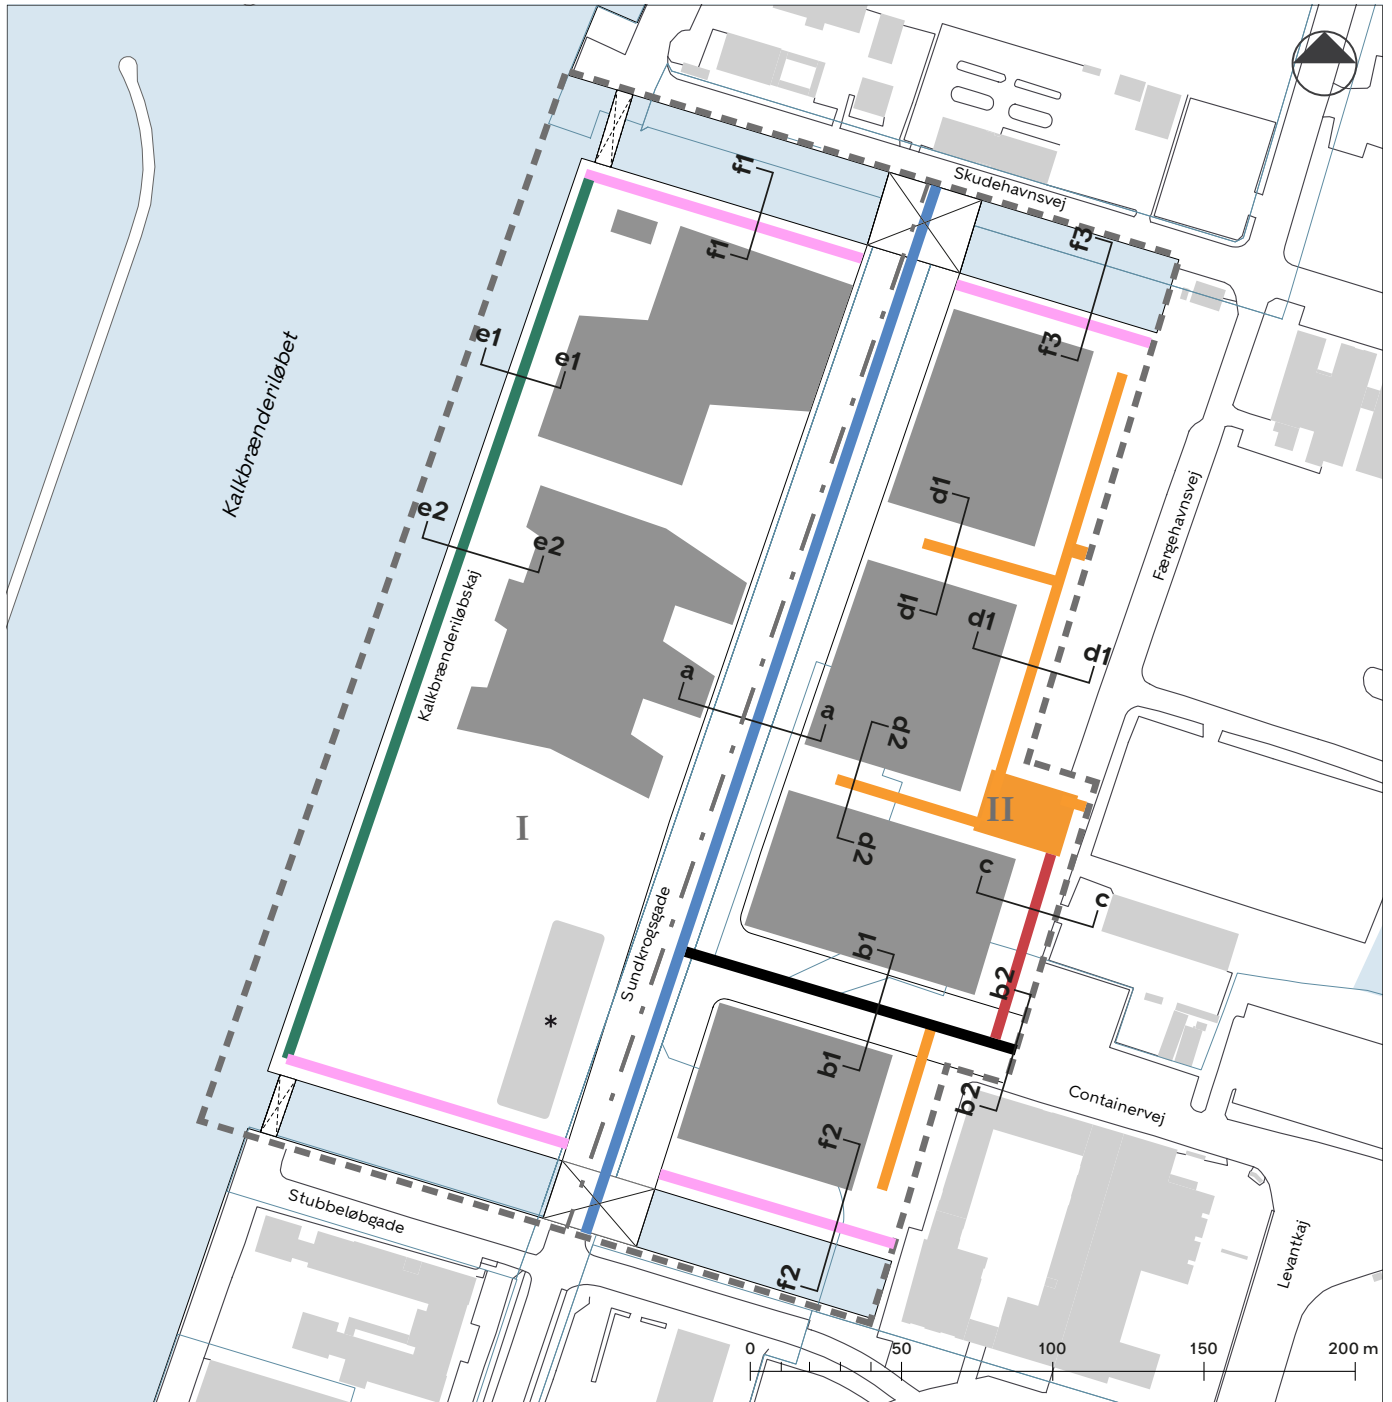 Skudehavnsvej
f1
f1
f3
f3
e1
e1
Kalkbrænderiløbet
e2
e2
d1
d1
d1
d1
Færgehavnsvej
Kalkbrænderiløbskaj
a
a
d2
d2
I
II
c
c
Sundkrogsgade
b1
b1
b2
b2
*
Containervej
f2
f2
Stubbeløbgade
Levantkaj
0 50 100 150 200 m